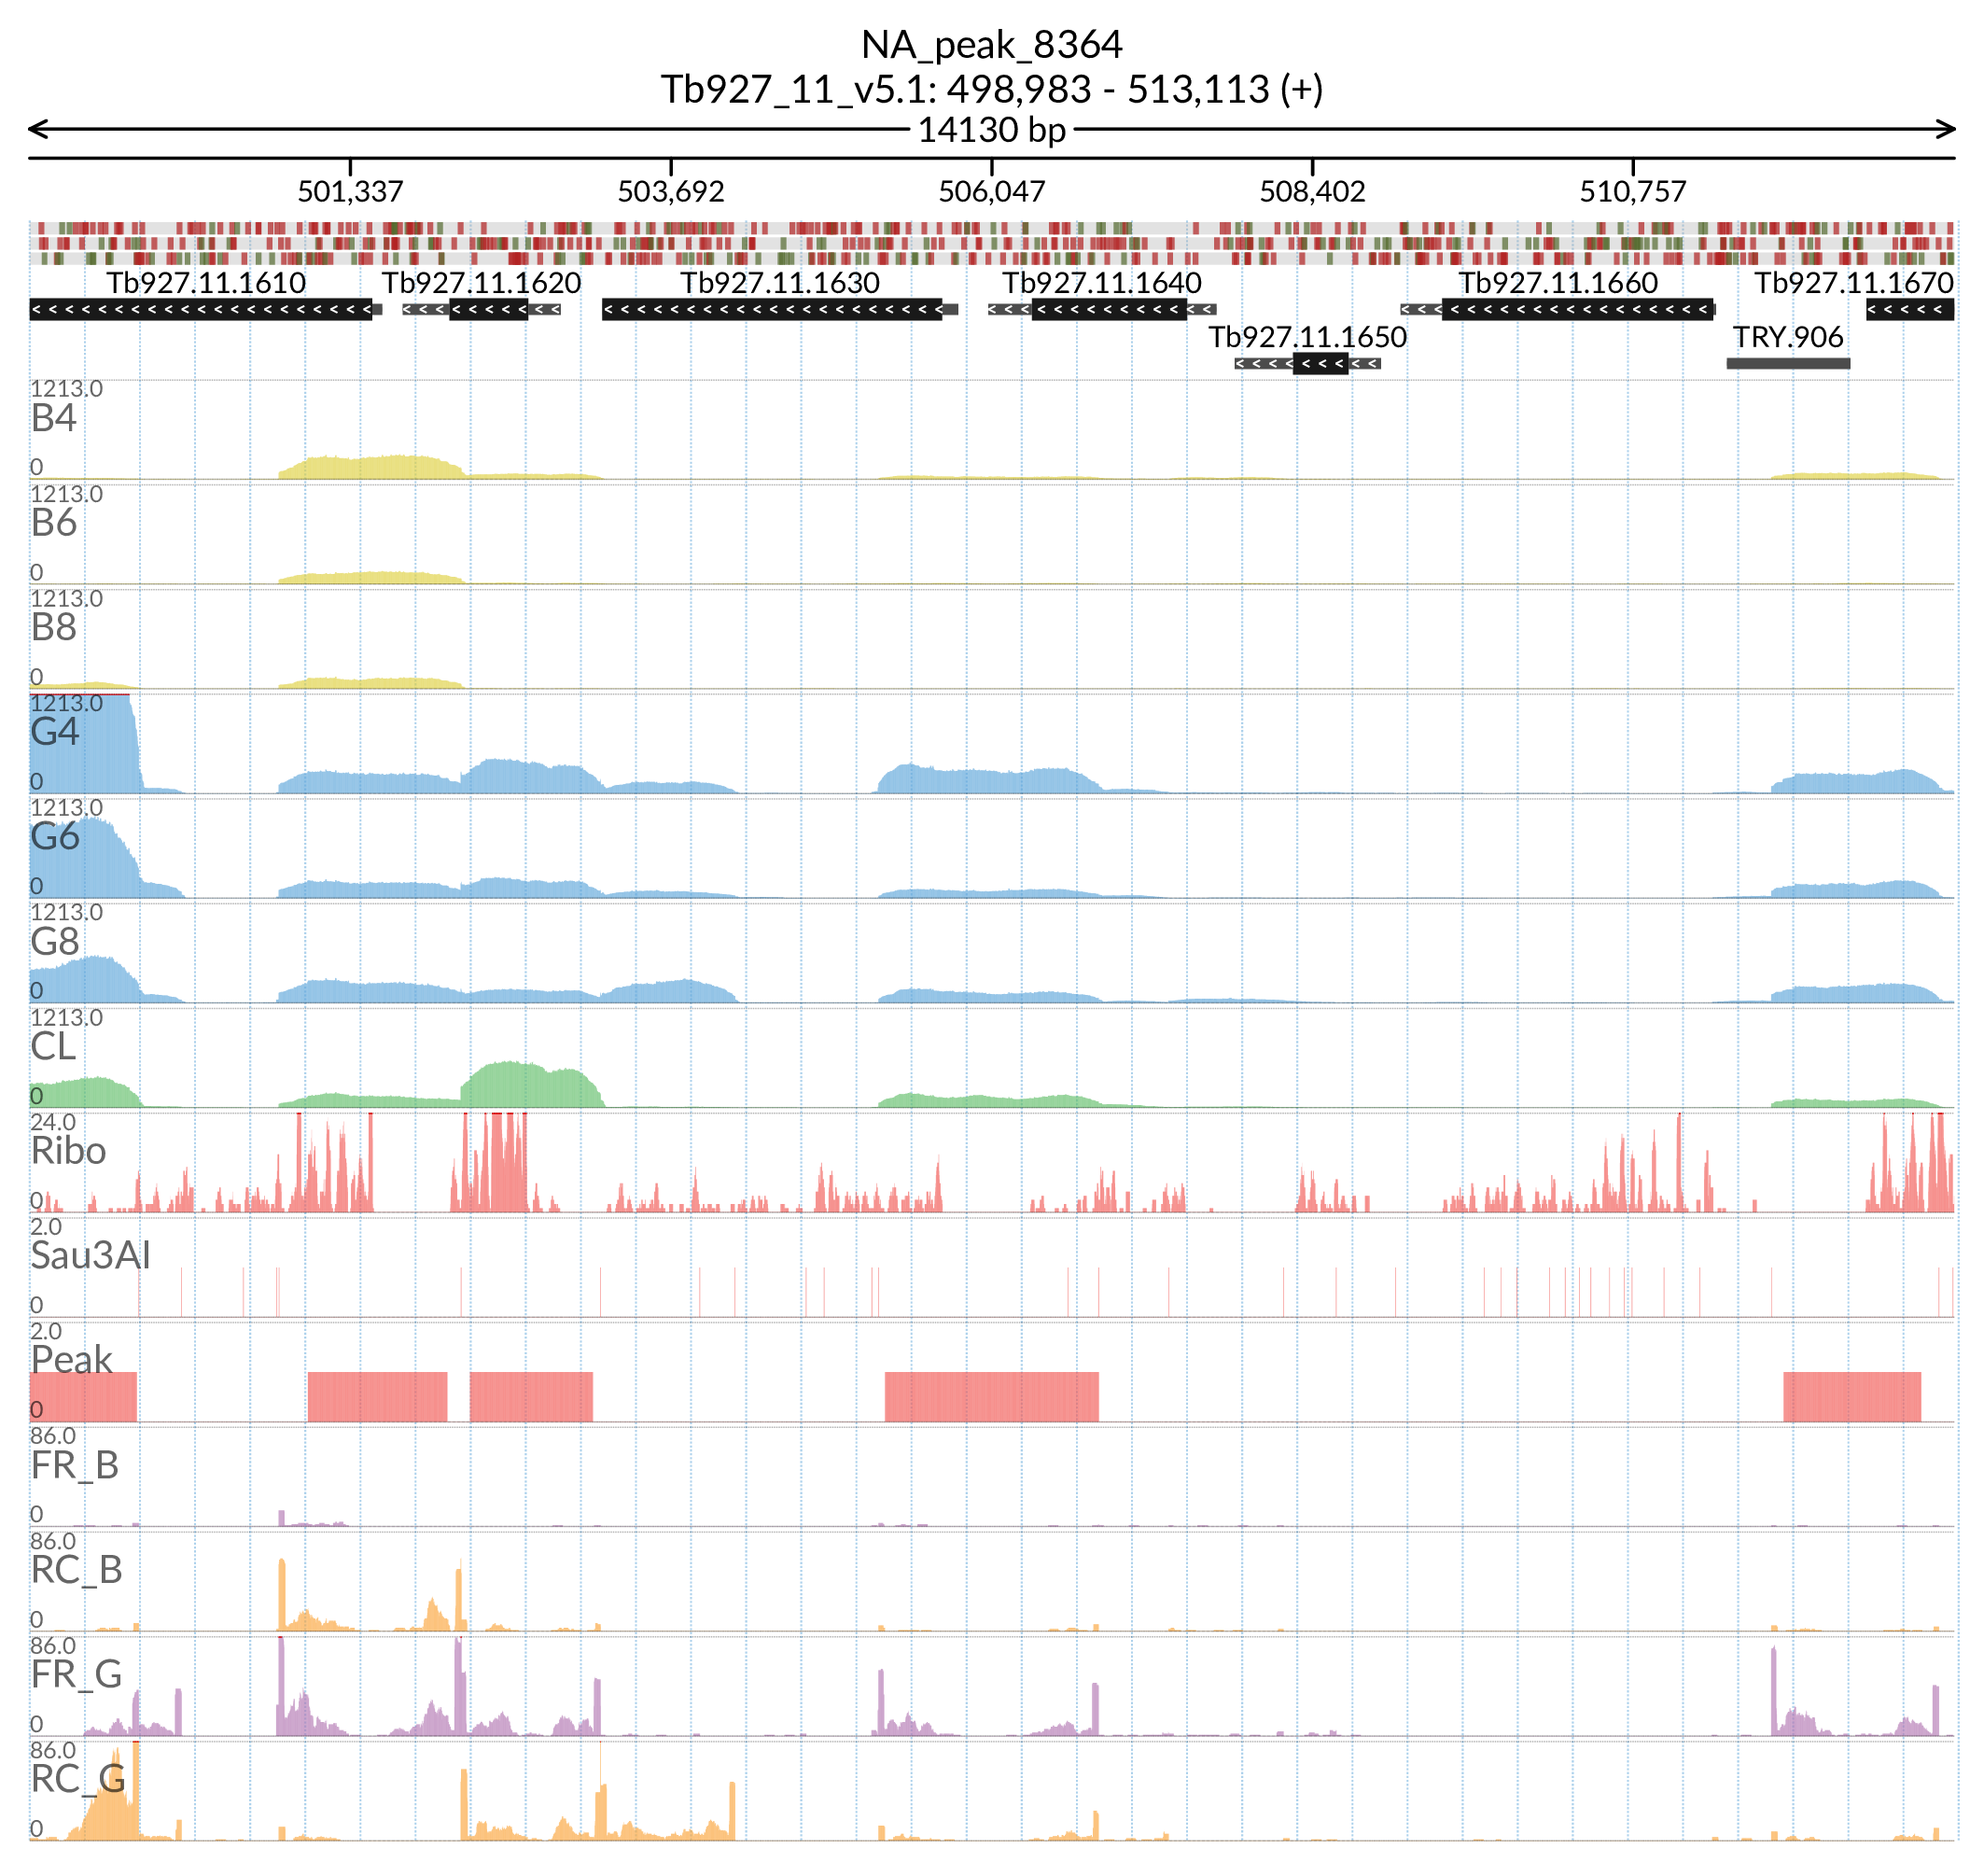 NA_peak_8364
Tb927_11_v5.1: 498,983 - 513,113 (+)
14130 bp
501,337 503,692 506,047 508,402 510,757
Tb927.11.1610 Tb927.11.1620 Tb927.11.1630 Tb927.11.1640 Tb927.11.1660 Tb927.11.1670
Tb927.11.1650 TRY.906
1213.0
B4
0
1213.0
B6
0
1213.0
B8
0
1213.0
G4
0
1213.0
G6
0
1213.0
G8
0
1213.0
CL
0
24.0
Ribo
0
2.0
Sau3AI
0
2.0
Peak
0
86.0
FR_B
0
86.0
RC_B
0
86.0
FR_G
0
86.0
RC_G
0